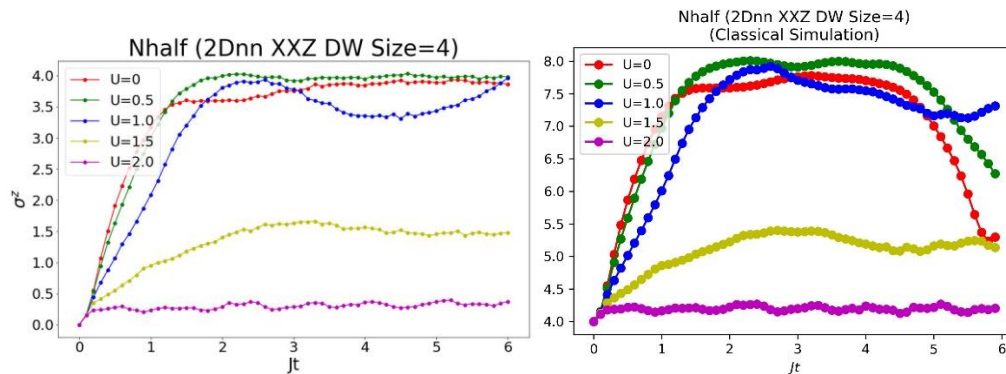 Nhalf (2Dnn XXZ DW Size=4)
U=0
U=0.5
U=1.0
U=1.5
U=2.0
4.0
3.5
3.0
2.5
2.0
1.5
1.0
0.5
0.0
σᶻ
0 1 2 3 4 5 6
Jt
Nhalf (2Dnn XXZ DW Size=4)
(Classical Simulation)
U=0
U=0.5
U=1.0
U=1.5
U=2.0
8.0
7.5
7.0
6.5
6.0
5.5
5.0
4.5
4.0
0 1 2 3 4 5 6
Jt